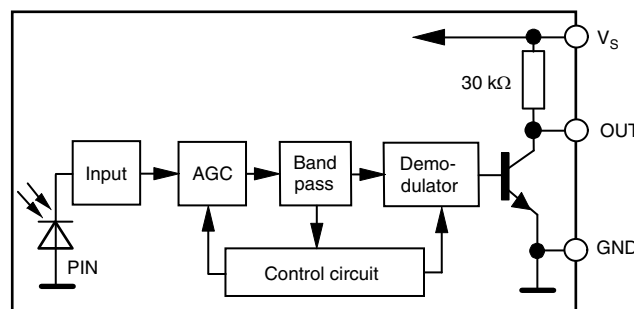 V_S
30 kΩ
OUT
Input
AGC
Band
pass
Demo-
dulator
GND
PIN
Control circuit